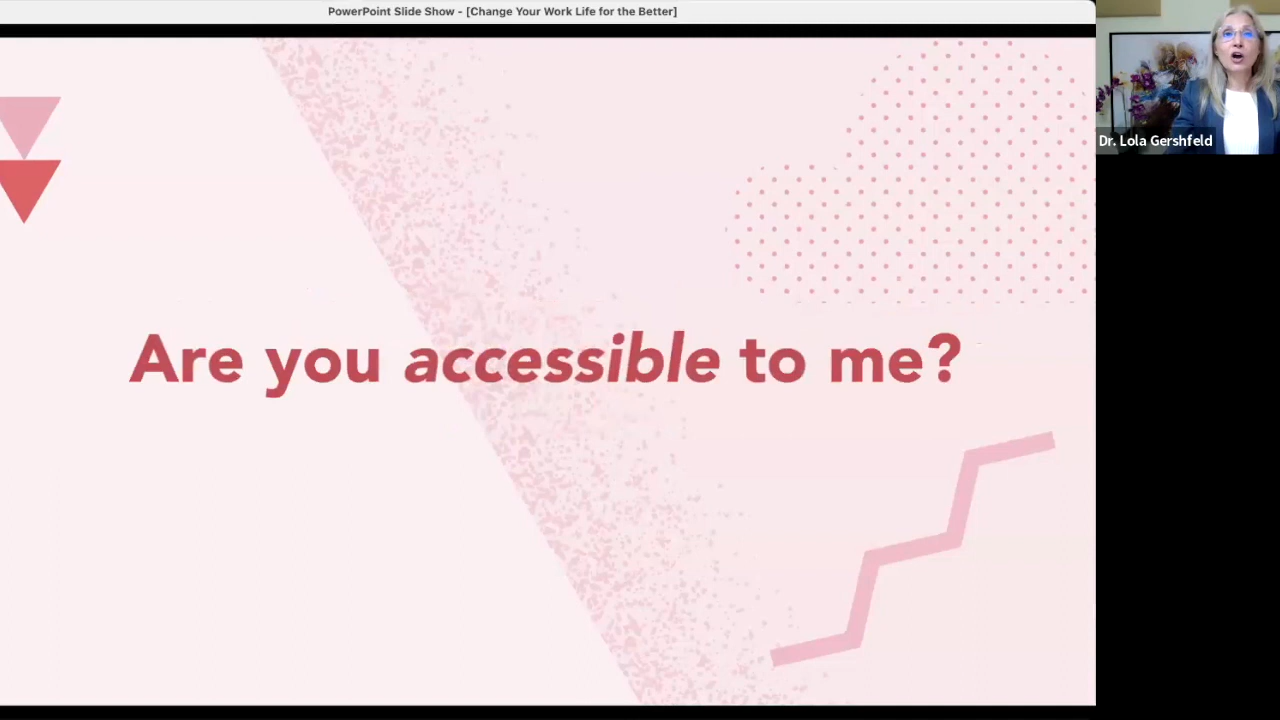 PowerPoint Slide Show - [Change Your Work Life for the Better]
Dr. Lola Gershfeld
Are you accessible to me?